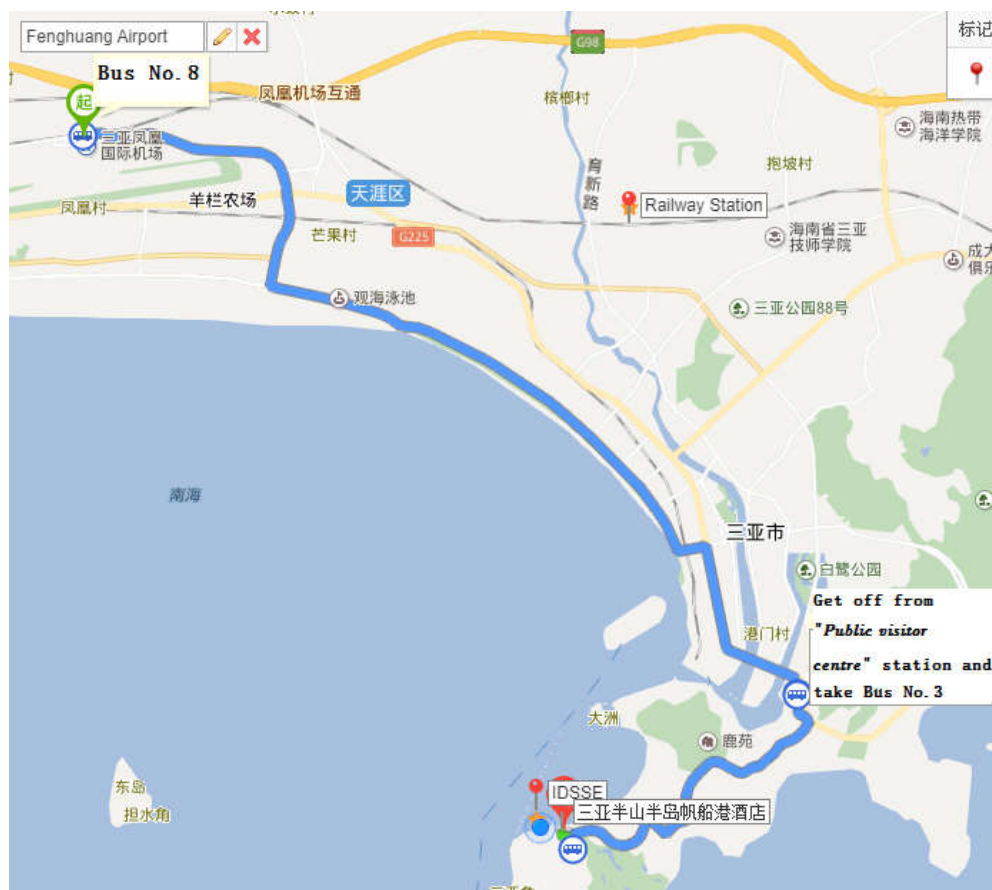 标记
Fenghuang Airport
Bus No.8
起
G98
凤凰机场互通
槟榔村
海南热带
海洋学院
三亚凤凰
国际机场
抱坡村
育新路
羊栏农场
天涯区
Railway Station
凤凰村
芒果村
G225
海南省三亚
技师学院
成大
俱乐
观海泳池
三亚公园88号
南海
三亚市
白鹭公园
Get off from
"Public visitor
centre" station and
take Bus No.3
港门村
大洲
鹿苑
东岛
担水角
IDSSE
三亚半山半岛帆船港酒店
三亚角